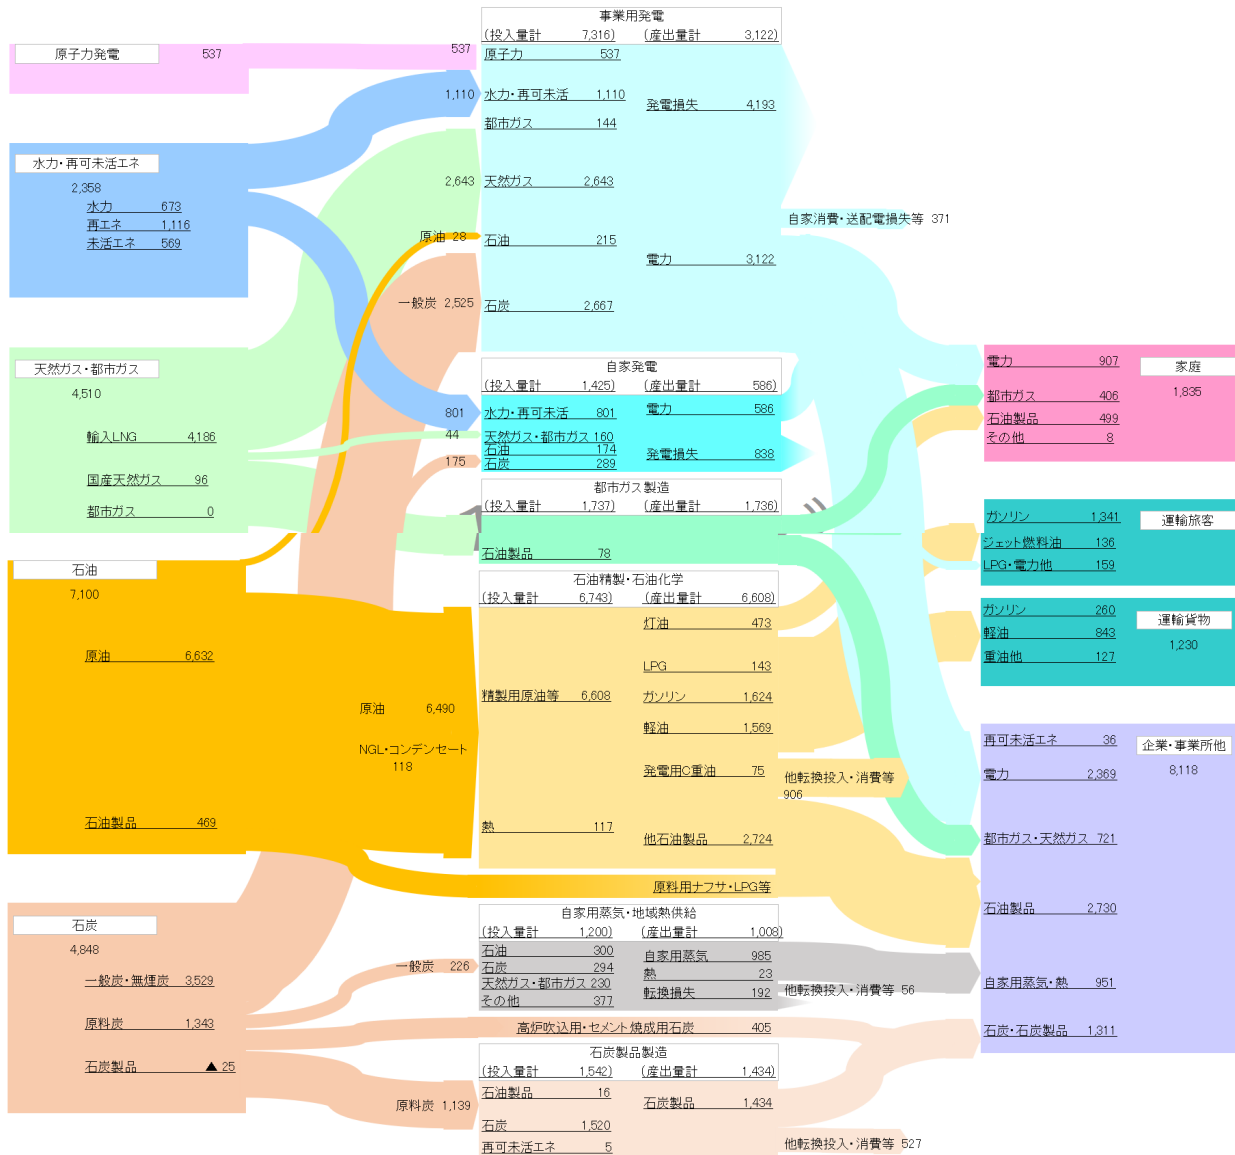 原子力発電 537
水力・再可未活エネ
2,358
水力 673
再エネ 1,116
未活エネ 569
天然ガス・都市ガス
4,510
輸入LNG 4,186
国産天然ガス 96
都市ガス 0
石油
7,100
原油 6,632
石油製品 469
石炭
4,848
一般炭・無煙炭 3,529
原料炭 1,343
石炭製品 ▲ 25
537
1,110
2,643
原油 28
一般炭 2,525
801
44
175
原油 6,490
NGL・コンデンセート
118
一般炭 226
原料炭 1,139
事業用発電
(投入量計 7,316) (産出量計 3,122)
原子力 537
水力・再可未活 1,110
都市ガス 144
天然ガス 2,643
石油 215
石炭 2,667
発電損失 4,193
電力 3,122
自家消費・送配電損失等 371
自家発電
(投入量計 1,425) (産出量計 586)
水力・再可未活 801
天然ガス・都市ガス 160
石油 174
石炭 289
電力 586
発電損失 838
都市ガス製造
(投入量計 1,737) (産出量計 1,736)
石油製品 78
石油精製・石油化学
(投入量計 6,743) (産出量計 6,608)
精製用原油等 6,608
熱 117
灯油 473
LPG 143
ガソリン 1,624
軽油 1,569
発電用C重油 75
他石油製品 2,724
他転換投入・消費等
906
原料用ナフサ・LPG等
自家用蒸気・地域熱供給
(投入量計 1,200) (産出量計 1,008)
石油 300
石炭 294
天然ガス・都市ガス 230
その他 377
自家用蒸気 985
熱 23
転換損失 192
他転換投入・消費等 56
高炉吹込用・セメント焼成用石炭 405
石炭製品製造
(投入量計 1,542) (産出量計 1,434)
石油製品 16
石炭 1,520
再可未活エネ 5
石炭製品 1,434
他転換投入・消費等 527
家庭
1,835
電力 907
都市ガス 406
石油製品 499
その他 8
運輸旅客
ガソリン 1,341
ジェット燃料油 136
LPG・電力他 159
運輸貨物
1,230
ガソリン 260
軽油 843
重油他 127
企業・事業所他
8,118
再可未活エネ 36
電力 2,369
都市ガス・天然ガス 721
石油製品 2,730
自家用蒸気・熱 951
石炭・石炭製品 1,311